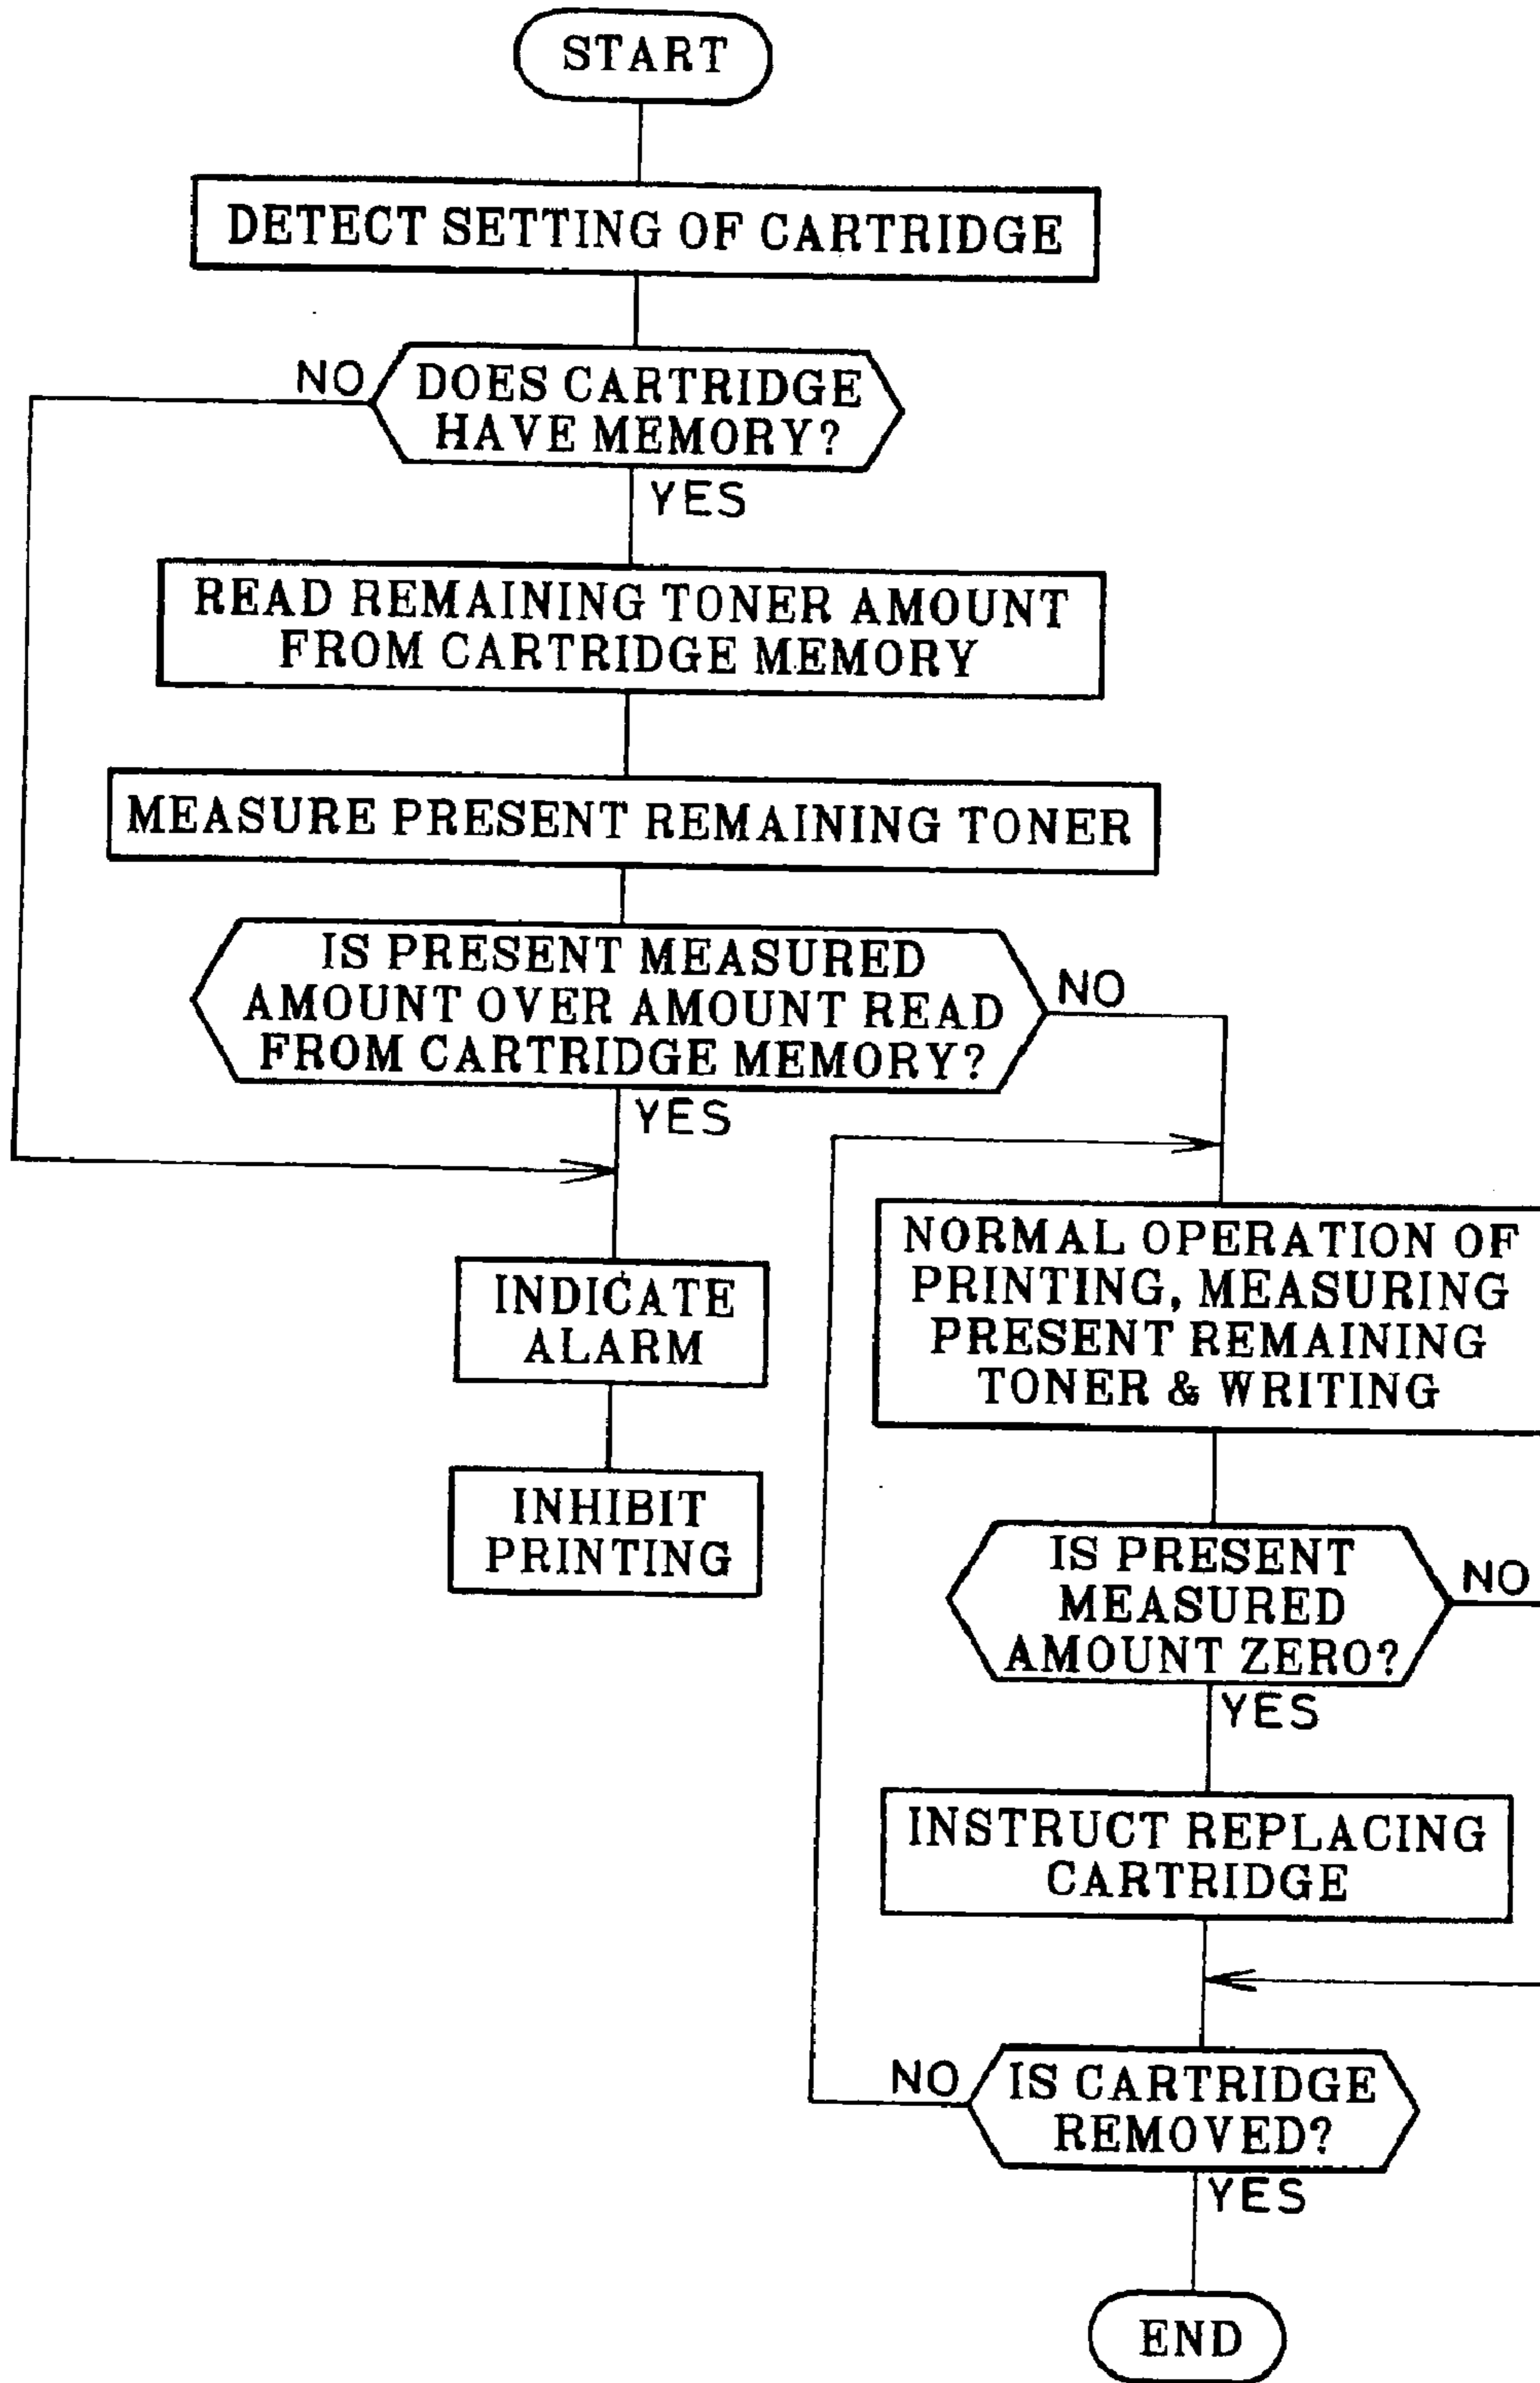 START
DETECT SETTING OF CARTRIDGE
NO
DOES CARTRIDGE
HAVE MEMORY?
YES
READ REMAINING TONER AMOUNT
FROM CARTRIDGE MEMORY
MEASURE PRESENT REMAINING TONER
IS PRESENT MEASURED
AMOUNT OVER AMOUNT READ
FROM CARTRIDGE MEMORY?
NO
YES
INDICATE
ALARM
INHIBIT
PRINTING
NORMAL OPERATION OF
PRINTING, MEASURING
PRESENT REMAINING
TONER & WRITING
IS PRESENT
MEASURED
AMOUNT ZERO?
NO
YES
INSTRUCT REPLACING
CARTRIDGE
NO
IS CARTRIDGE
REMOVED?
YES
END